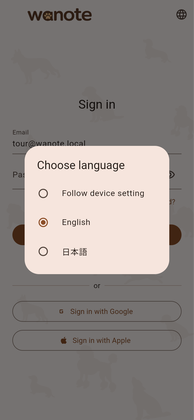 wanote
Sign in
Email
tour@wanote.local
Choose language
Follow device setting
English
日本語
or
Sign in with Google
Sign in with Apple